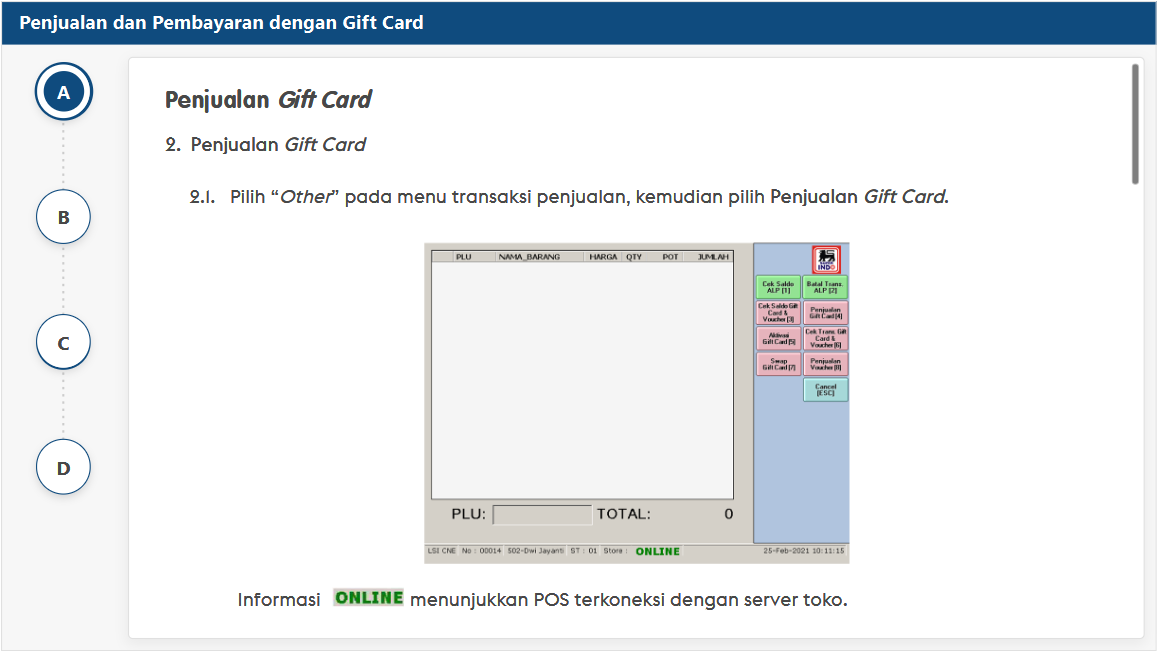 Penjualan dan Pembayaran dengan Gift Card
A
B
C
D
Penjualan Gift Card
2. Penjualan Gift Card
2.1. Pilih “Other” pada menu transaksi penjualan, kemudian pilih Penjualan Gift Card.
PLU NAMA_BARANG HARGA QTY POT JUMLAH
SUPER
INDO
Cek Saldo
ALP [1]
Batal Trans.
ALP [2]
Cek Saldo Gift
Card &
Voucher [3]
Penjualan
Gift Card [4]
Aktivasi
Gift Card [5]
Cek Trans Gift
Card &
Voucher [6]
Swap
Gift Card [7]
Penjualan
Voucher [8]
Cancel
[ESC]
PLU: TOTAL: 0
LSI CNE No : 00014 502-Dwi Jayanti ST : 01 Store : ONLINE 25-Feb-2021 10:11:15
Informasi ONLINE menunjukkan POS terkoneksi dengan server toko.